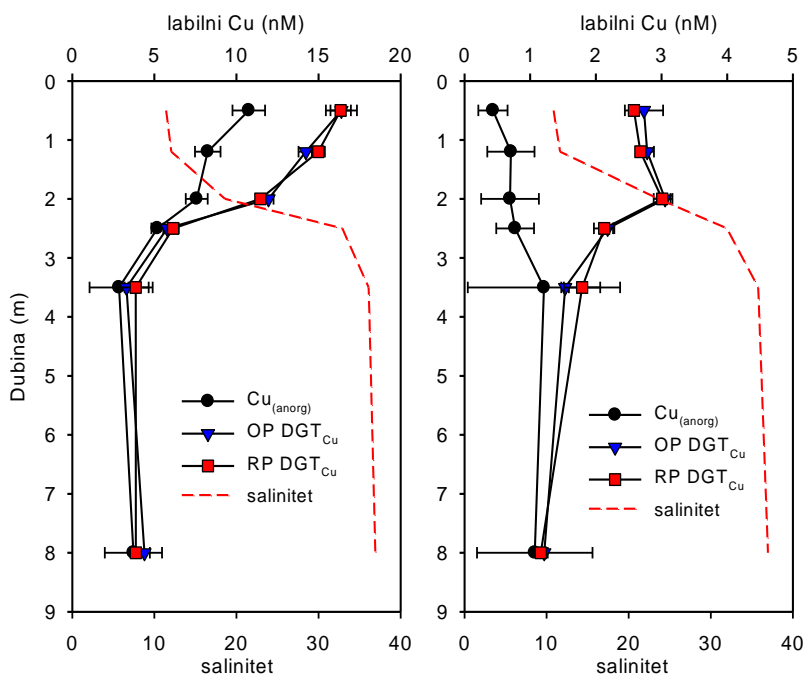 labilni Cu (nM)
0 5 10 15 20
Dubina (m)
0
1
2
3
4
5
6
7
8
9
Cu(anorg)
OP DGTCu
RP DGTCu
salinitet
0 10 20 30 40
salinitet
labilni Cu (nM)
0 1 2 3 4 5
0
1
2
3
4
5
6
7
8
9
Cu(anorg)
OP DGTCu
RP DGTCu
salinitet
0 10 20 30 40
salinitet